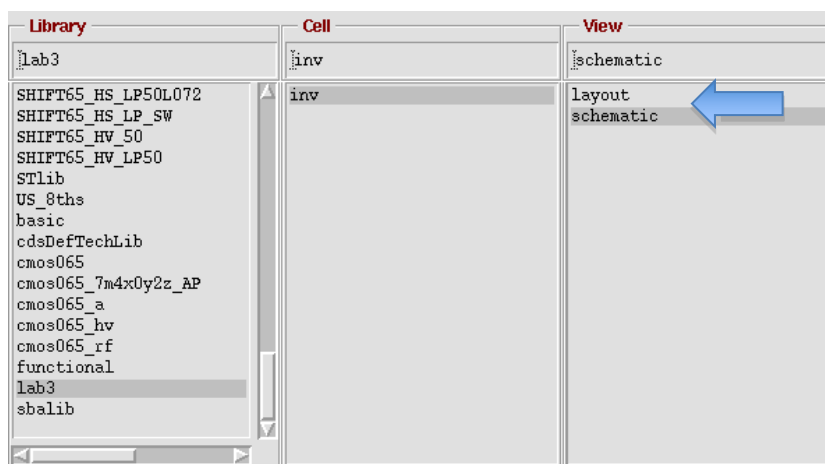 Library
lab3
SHIFT65_HS_LP50L072
SHIFT65_HS_LP_SW
SHIFT65_HV_50
SHIFT65_HV_LP50
STlib
US_8ths
basic
cdsDefTechLib
cmos065
cmos065_7m4x0y2z_AP
cmos065_a
cmos065_hv
cmos065_rf
functional
lab3
sbalib
Cell
inv
inv
View
schematic
layout
schematic